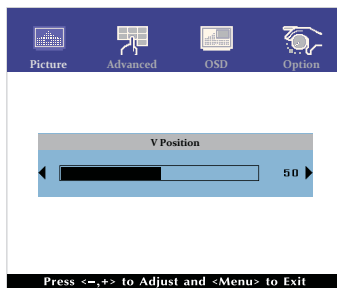 Picture Advanced OSD Option
V Position
50
Press <–,+> to Adjust and <Menu> to Exit